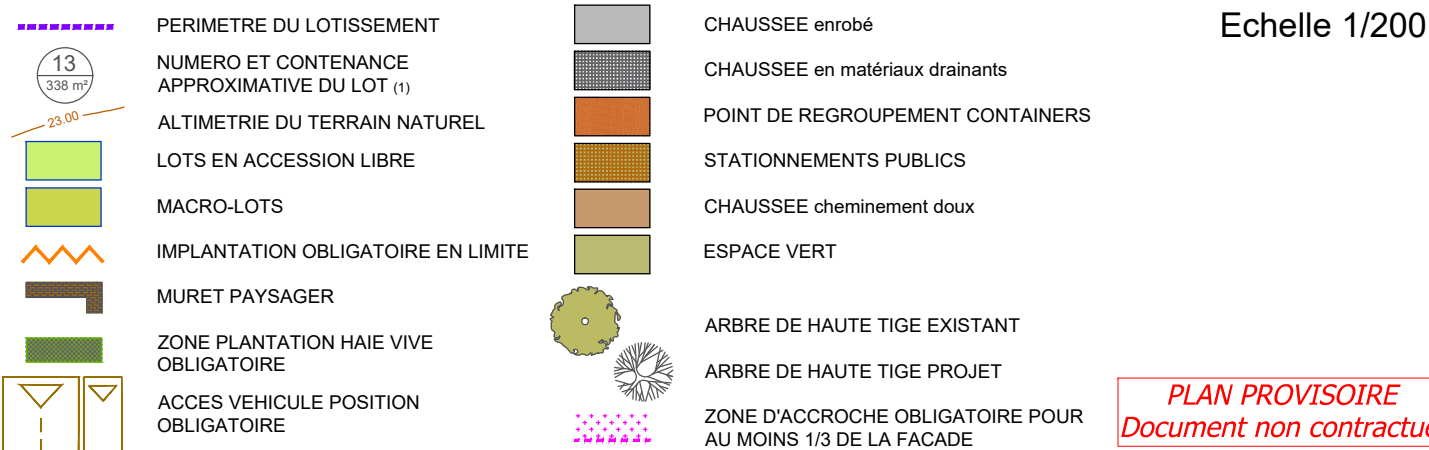 PERIMETRE DU LOTISSEMENT
13
338 m²
NUMERO ET CONTENANCE
APPROXIMATIVE DU LOT (1)
23.00
ALTIMETRIE DU TERRAIN NATUREL
LOTS EN ACCESSION LIBRE
MACRO-LOTS
IMPLANTATION OBLIGATOIRE EN LIMITE
MURET PAYSAGER
ZONE PLANTATION HAIE VIVE
OBLIGATOIRE
ACCES VEHICULE POSITION
OBLIGATOIRE
CHAUSSEE enrobé
CHAUSSEE en matériaux drainants
POINT DE REGROUPEMENT CONTAINERS
STATIONNEMENTS PUBLICS
CHAUSSEE cheminement doux
ESPACE VERT
ARBRE DE HAUTE TIGE EXISTANT
ARBRE DE HAUTE TIGE PROJET
ZONE D'ACCROCHE OBLIGATOIRE POUR
AU MOINS 1/3 DE LA FACADE
Echelle 1/200
PLAN PROVISOIRE
Document non contractue